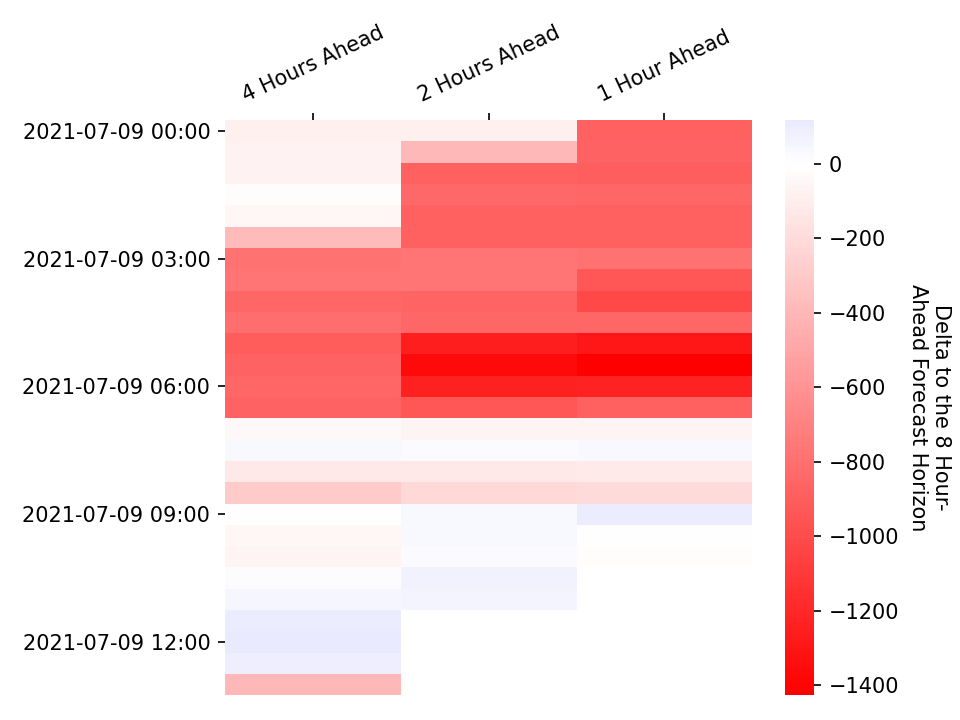 4 Hours Ahead
2 Hours Ahead
1 Hour Ahead
2021-07-09 00:00
2021-07-09 03:00
2021-07-09 06:00
2021-07-09 09:00
2021-07-09 12:00
0
−200
−400
−600
−800
−1000
−1200
−1400
Delta to the 8 Hour-
Ahead Forecast Horizon